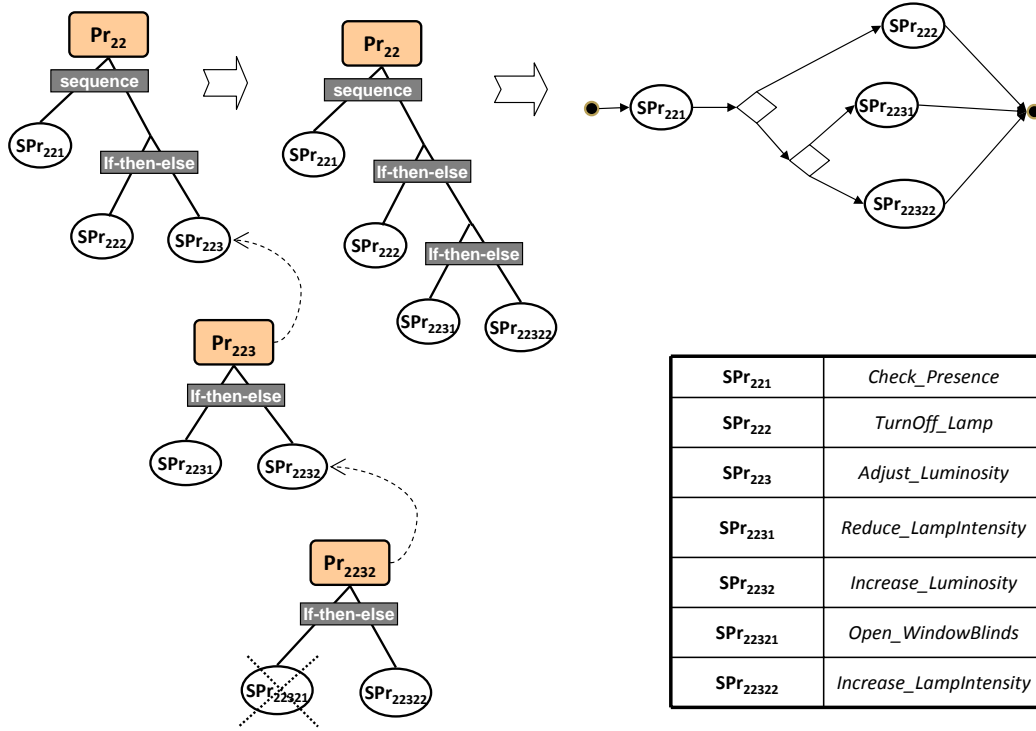 Pr22
sequence
SPr221
If-then-else
SPr222
SPr223
Pr223
If-then-else
SPr2231
SPr2232
Pr2232
If-then-else
SPr22321
SPr22322
Pr22
sequence
SPr221
If-then-else
SPr222
If-then-else
SPr2231
SPr22322
SPr221
SPr222
SPr2231
SPr22322
SPr221 Check_Presence
SPr222 TurnOff_Lamp
SPr223 Adjust_Luminosity
SPr2231 Reduce_LampIntensity
SPr2232 Increase_Luminosity
SPr22321 Open_WindowBlinds
SPr22322 Increase_LampIntensity